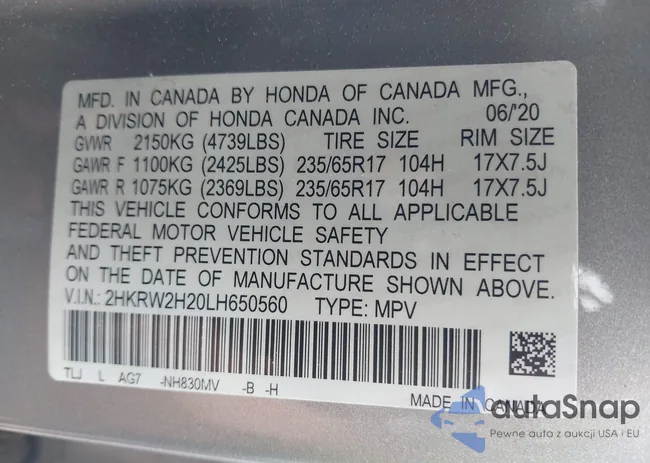 MFD. IN CANADA BY HONDA OF CANADA MFG.,
A DIVISION OF HONDA CANADA INC. 06/'20
GVWR 2150KG (4739LBS) TIRE SIZE RIM SIZE
GAWR F 1100KG (2425LBS) 235/65R17 104H 17X7.5J
GAWR R 1075KG (2369LBS) 235/65R17 104H 17X7.5J
THIS VEHICLE CONFORMS TO ALL APPLICABLE
FEDERAL MOTOR VEHICLE SAFETY
AND THEFT PREVENTION STANDARDS IN EFFECT
ON THE DATE OF MANUFACTURE SHOWN ABOVE.
V.I.N.: 2HKRW2H20LH650560 TYPE: MPV
TLJ L AG7 -NH830MV -B -H
MADE IN CANADA
autoSnap
Pewne auta z aukcji USA i EU